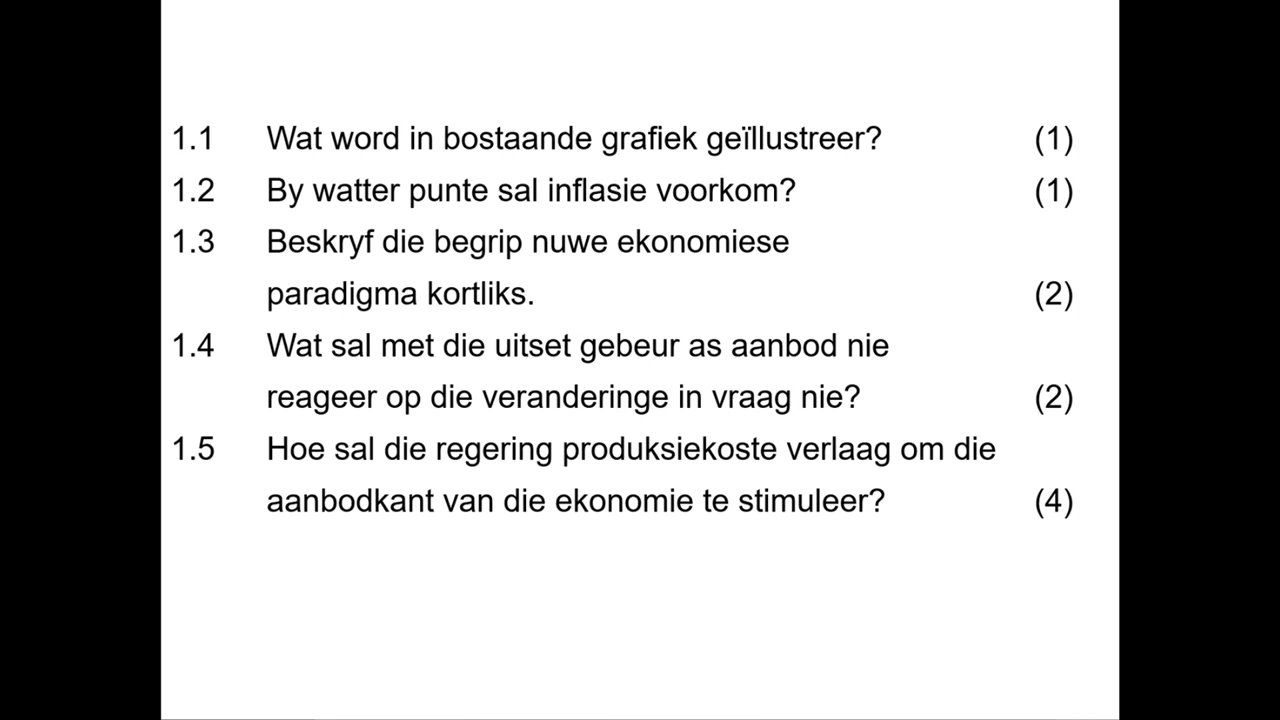 1.1 Wat word in bostaande grafiek geïllustreer? (1)
1.2 By watter punte sal inflasie voorkom? (1)
1.3 Beskryf die begrip nuwe ekonomiese
paradigma kortliks. (2)
1.4 Wat sal met die uitset gebeur as aanbod nie
reageer op die veranderinge in vraag nie? (2)
1.5 Hoe sal die regering produksiekoste verlaag om die
aanbodkant van die ekonomie te stimuleer? (4)